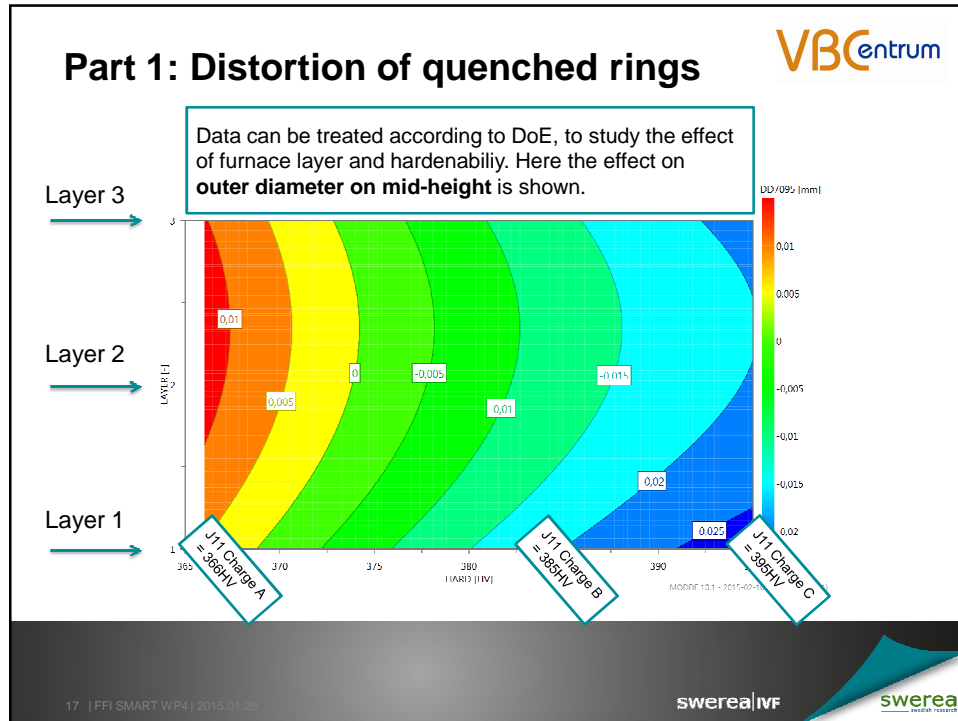 Part 1: Distortion of quenched rings
VBCentrum
Data can be treated according to DoE, to study the effect
of furnace layer and hardenabiliy. Here the effect on
outer diameter on mid-height is shown.
DD7095 [mm]
Layer 3
Layer 2
Layer 1
LAYER [-]
3
2
1
0,01
0,005
0
-0,005
0,01
-0,015
0,02
0,025
0,01
0,005
0
-0,005
-0,01
-0,015
0,02
365
370
375
380
390
HARD [HV]
J11 Charge A
= 366HV
J11 Charge B
= 385HV
J11 Charge C
= 395HV
MODDE 10.1 - 2015-02-
17 | FFI SMART WP4 | 2015.01.29
swerea|IVF
swerea
swedish research